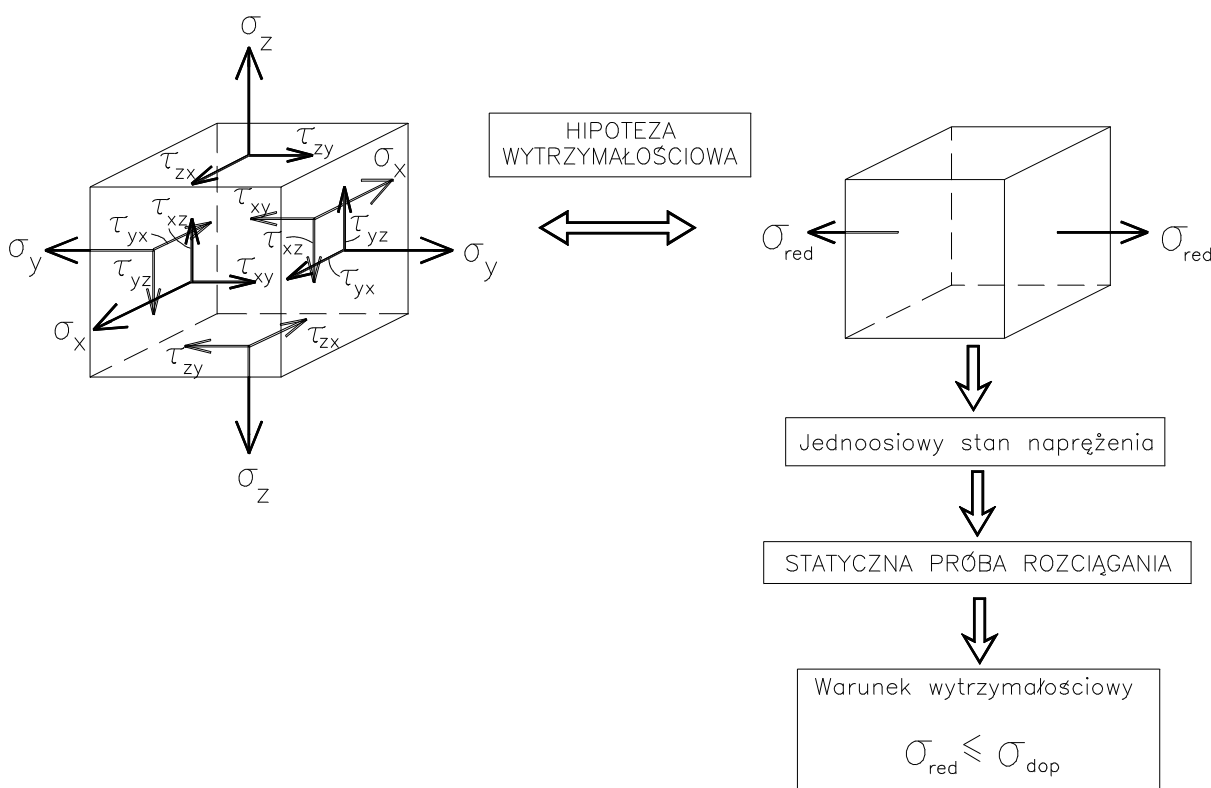 σz
τzy
τzx
σx
τxy
τxz
τyx
τxz
τyz
σy
τyz
τxy
τyx
σy
σx
τzx
τzy
σz
HIPOTEZA
WYTRZYMAŁOŚCIOWA
σred
σred
Jednoosiowy stan naprężenia
STATYCZNA PRÓBA ROZCIĄGANIA
Warunek wytrzymałościowy
σred ≤ σdop